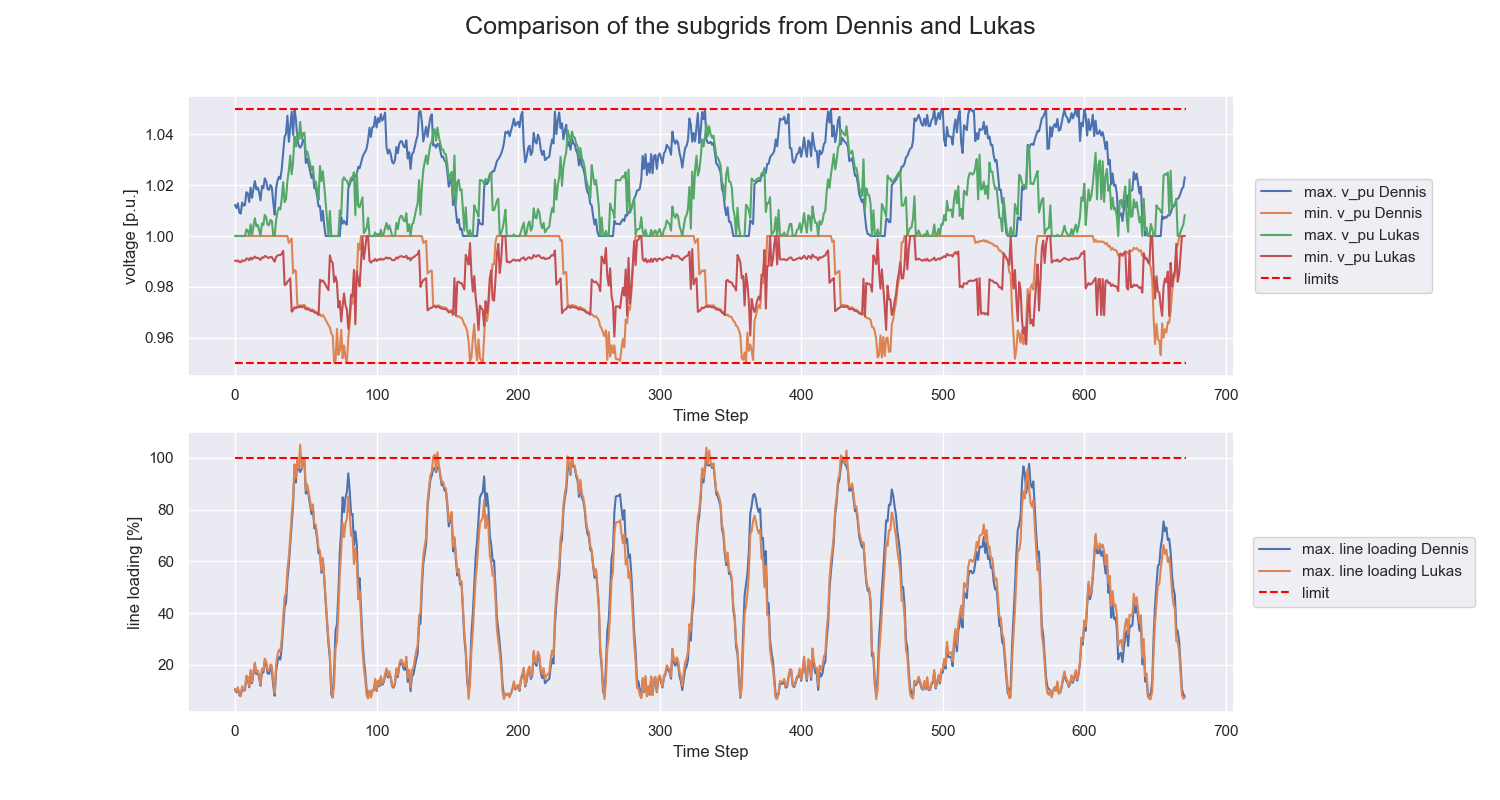 Comparison of the subgrids from Dennis and Lukas
voltage [p.u.]
1.04
1.02
1.00
0.98
0.96
0 100 200 300 400 500 600 700
Time Step
max. v_pu Dennis
min. v_pu Dennis
max. v_pu Lukas
min. v_pu Lukas
limits
line loading [%]
100
80
60
40
20
0 100 200 300 400 500 600 700
Time Step
max. line loading Dennis
max. line loading Lukas
limit